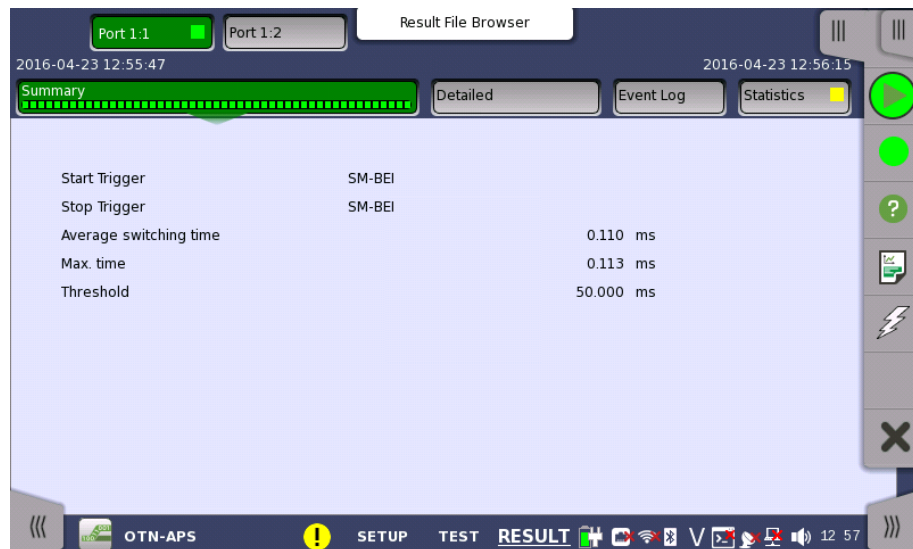 Result File Browser
Port 1:1
Port 1:2
2016-04-23 12:55:47
2016-04-23 12:56:15
Summary
Detailed
Event Log
Statistics
Start Trigger SM-BEI
Stop Trigger SM-BEI
Average switching time 0.110 ms
Max. time 0.113 ms
Threshold 50.000 ms
OTN-APS
SETUP
TEST
RESULT
V
12 57